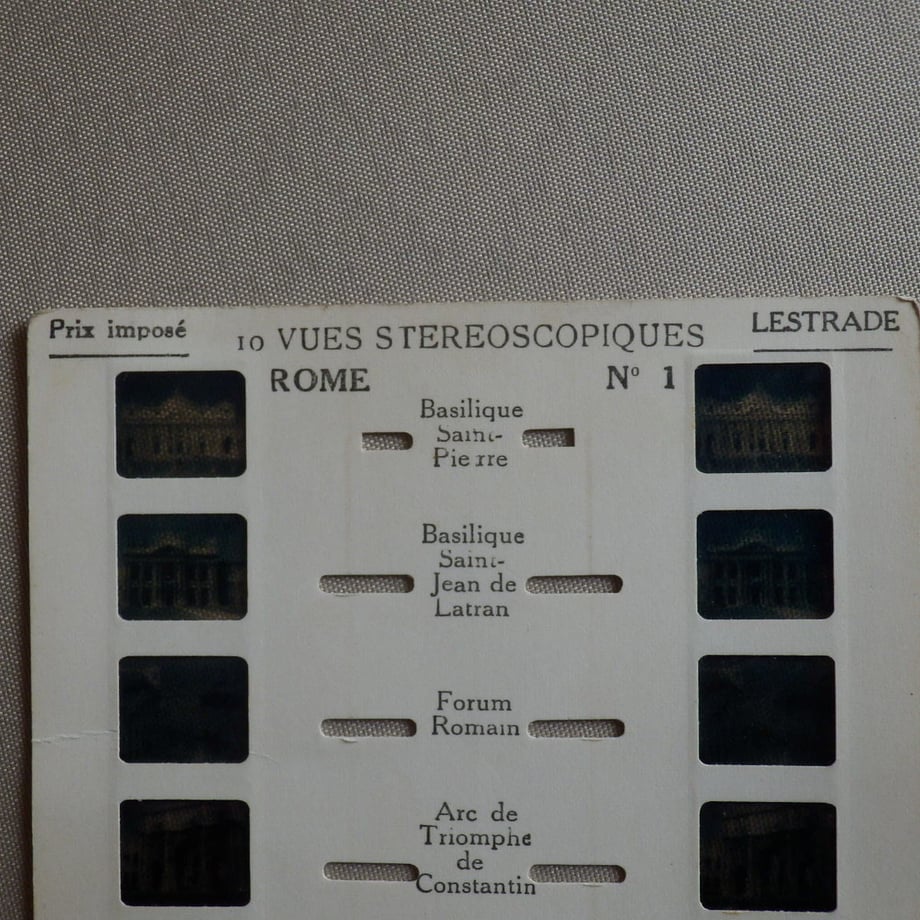 Prix imposé
10 VUES STEREOSCOPIQUES
LESTRADE
ROME
N° 1
Basilique
Saint-
Pierre
Basilique
Saint-
Jean de
Latran
Forum
Romain
Arc de
Triomphe
de
Constantin